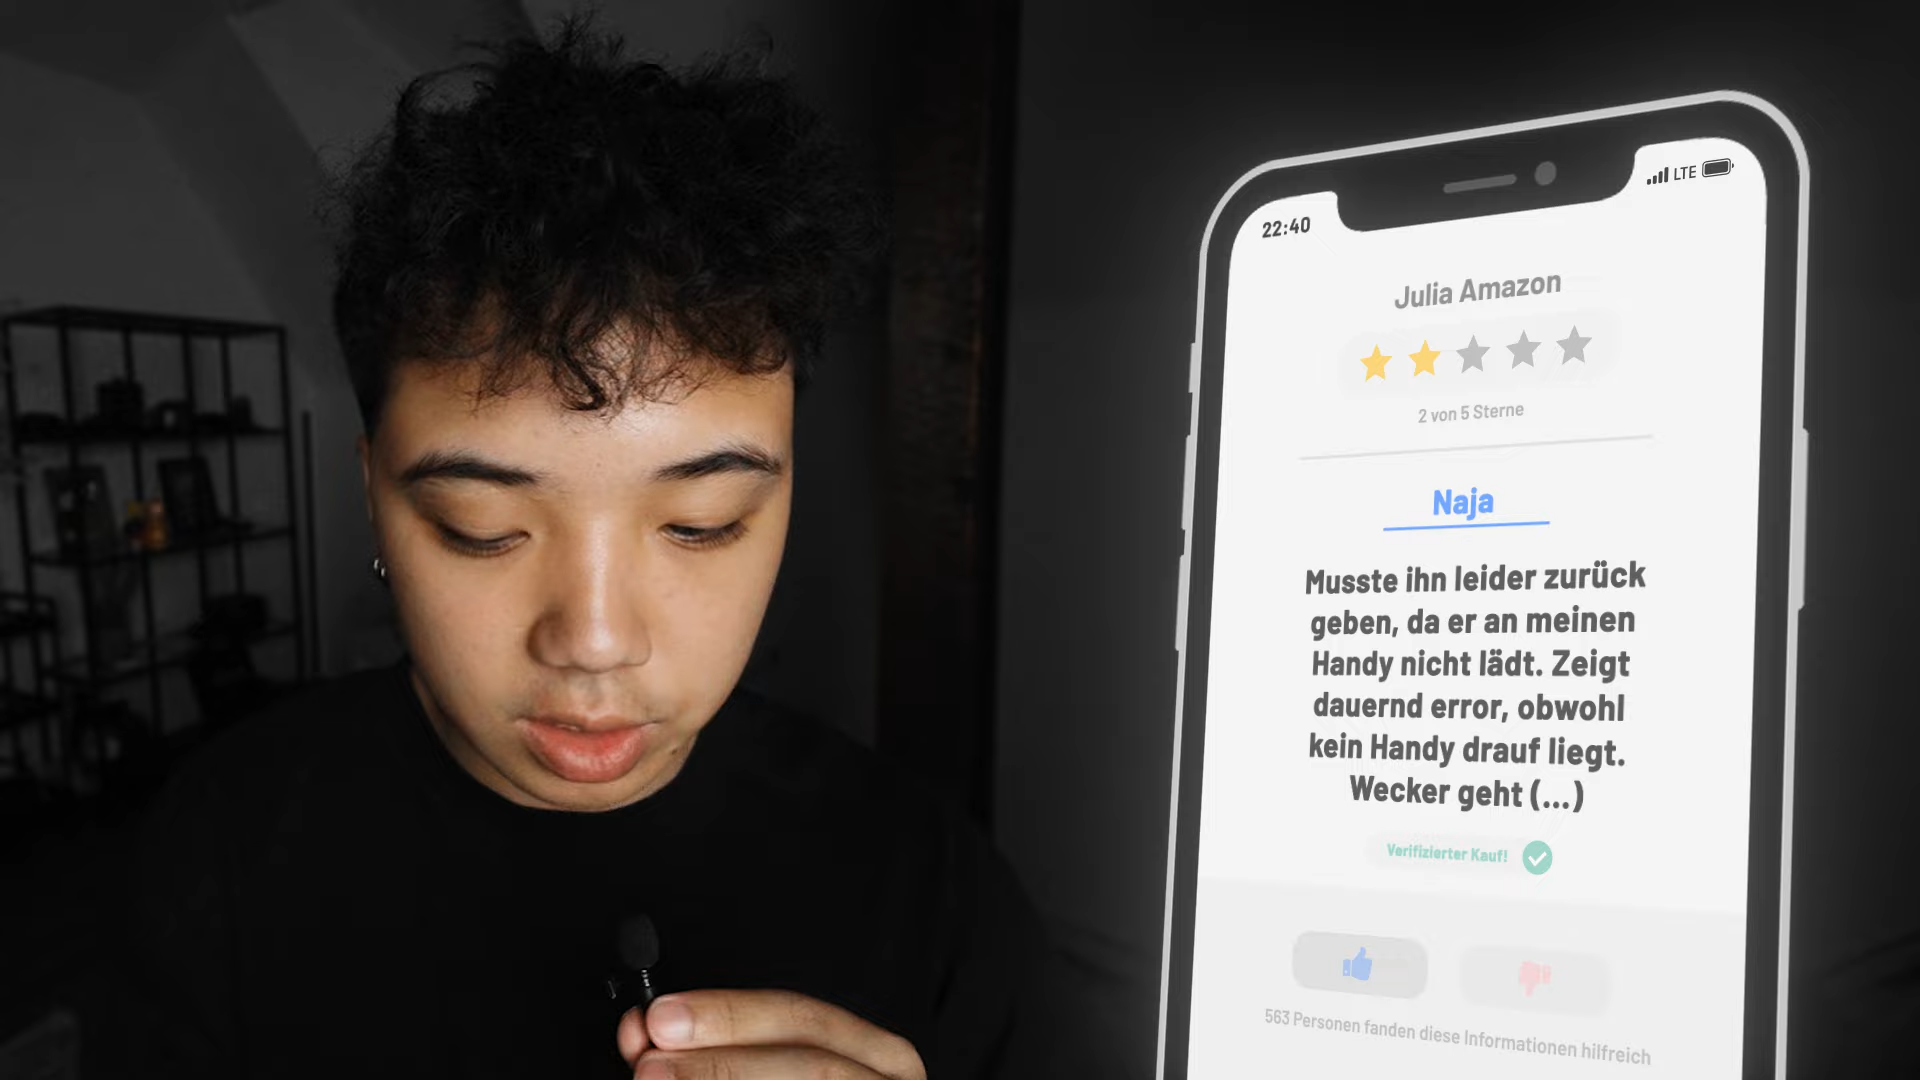 22:40
LTE
Julia Amazon
2 von 5 Sterne
Naja
Musste ihn leider zurück
geben, da er an meinen
Handy nicht lädt. Zeigt
dauernd error, obwohl
kein Handy drauf liegt.
Wecker geht (...)
Verifizierter Kauf!
563 Personen fanden diese Informationen hilfreich